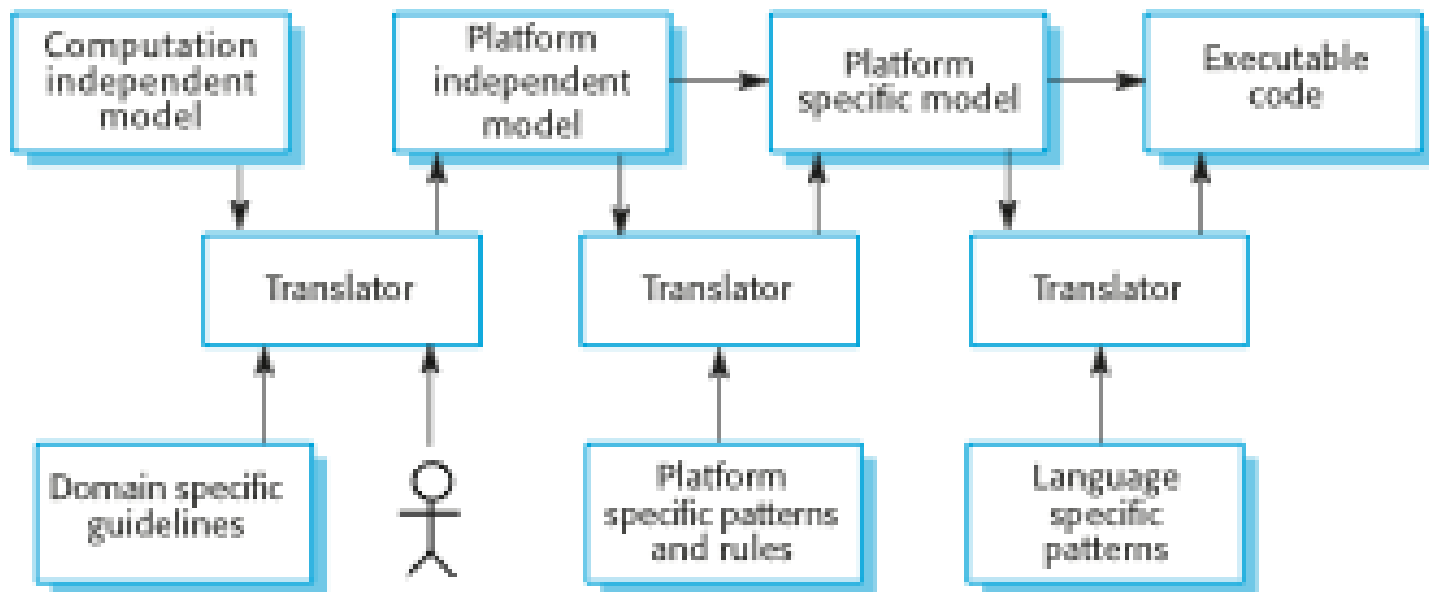 Computation
independent
model
Platform
independent
model
Platform
specific model
Executable
code
Translator
Translator
Translator
Domain specific
guidelines
Platform
specific patterns
and rules
Language
specific
patterns